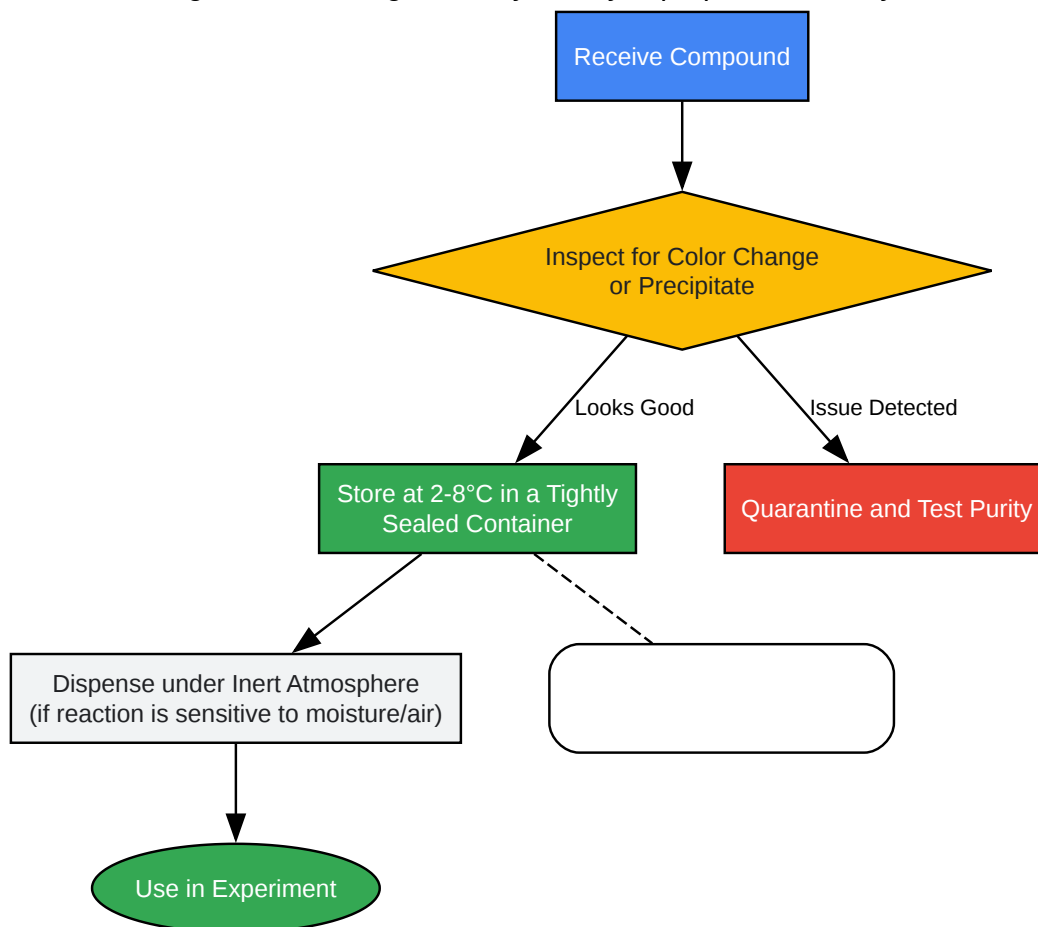 Receive Compound
Inspect for Color Change
or Precipitate
Looks Good
Issue Detected
Store at 2-8°C in a Tightly
Sealed Container
Quarantine and Test Purity
Dispense under Inert Atmosphere
(if reaction is sensitive to moisture/air)
Use in Experiment